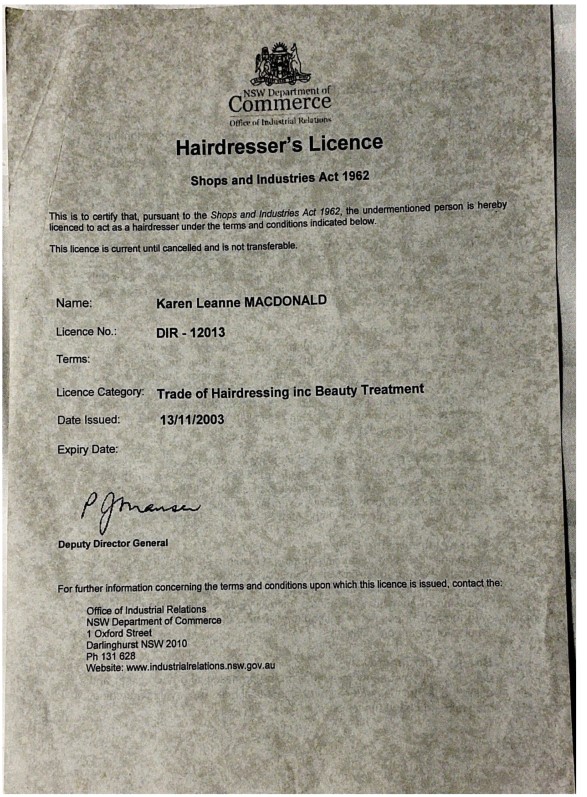 NSW Department of
Commerce
Office of Industrial Relations
Hairdresser's Licence
Shops and Industries Act 1962
This is to certify that, pursuant to the Shops and Industries Act 1962, the undermentioned person is hereby
licenced to act as a hairdresser under the terms and conditions indicated below.
This licence is current until cancelled and is not transferable.
Name: Karen Leanne MACDONALD
Licence No.: DIR - 12013
Terms:
Licence Category: Trade of Hairdressing inc Beauty Treatment
Date Issued: 13/11/2003
Expiry Date:
Deputy Director General
For further information concerning the terms and conditions upon which this licence is issued, contact the:
Office of Industrial Relations
NSW Department of Commerce
1 Oxford Street
Darlinghurst NSW 2010
Ph 131 628
Website: www.industrialrelations.nsw.gov.au